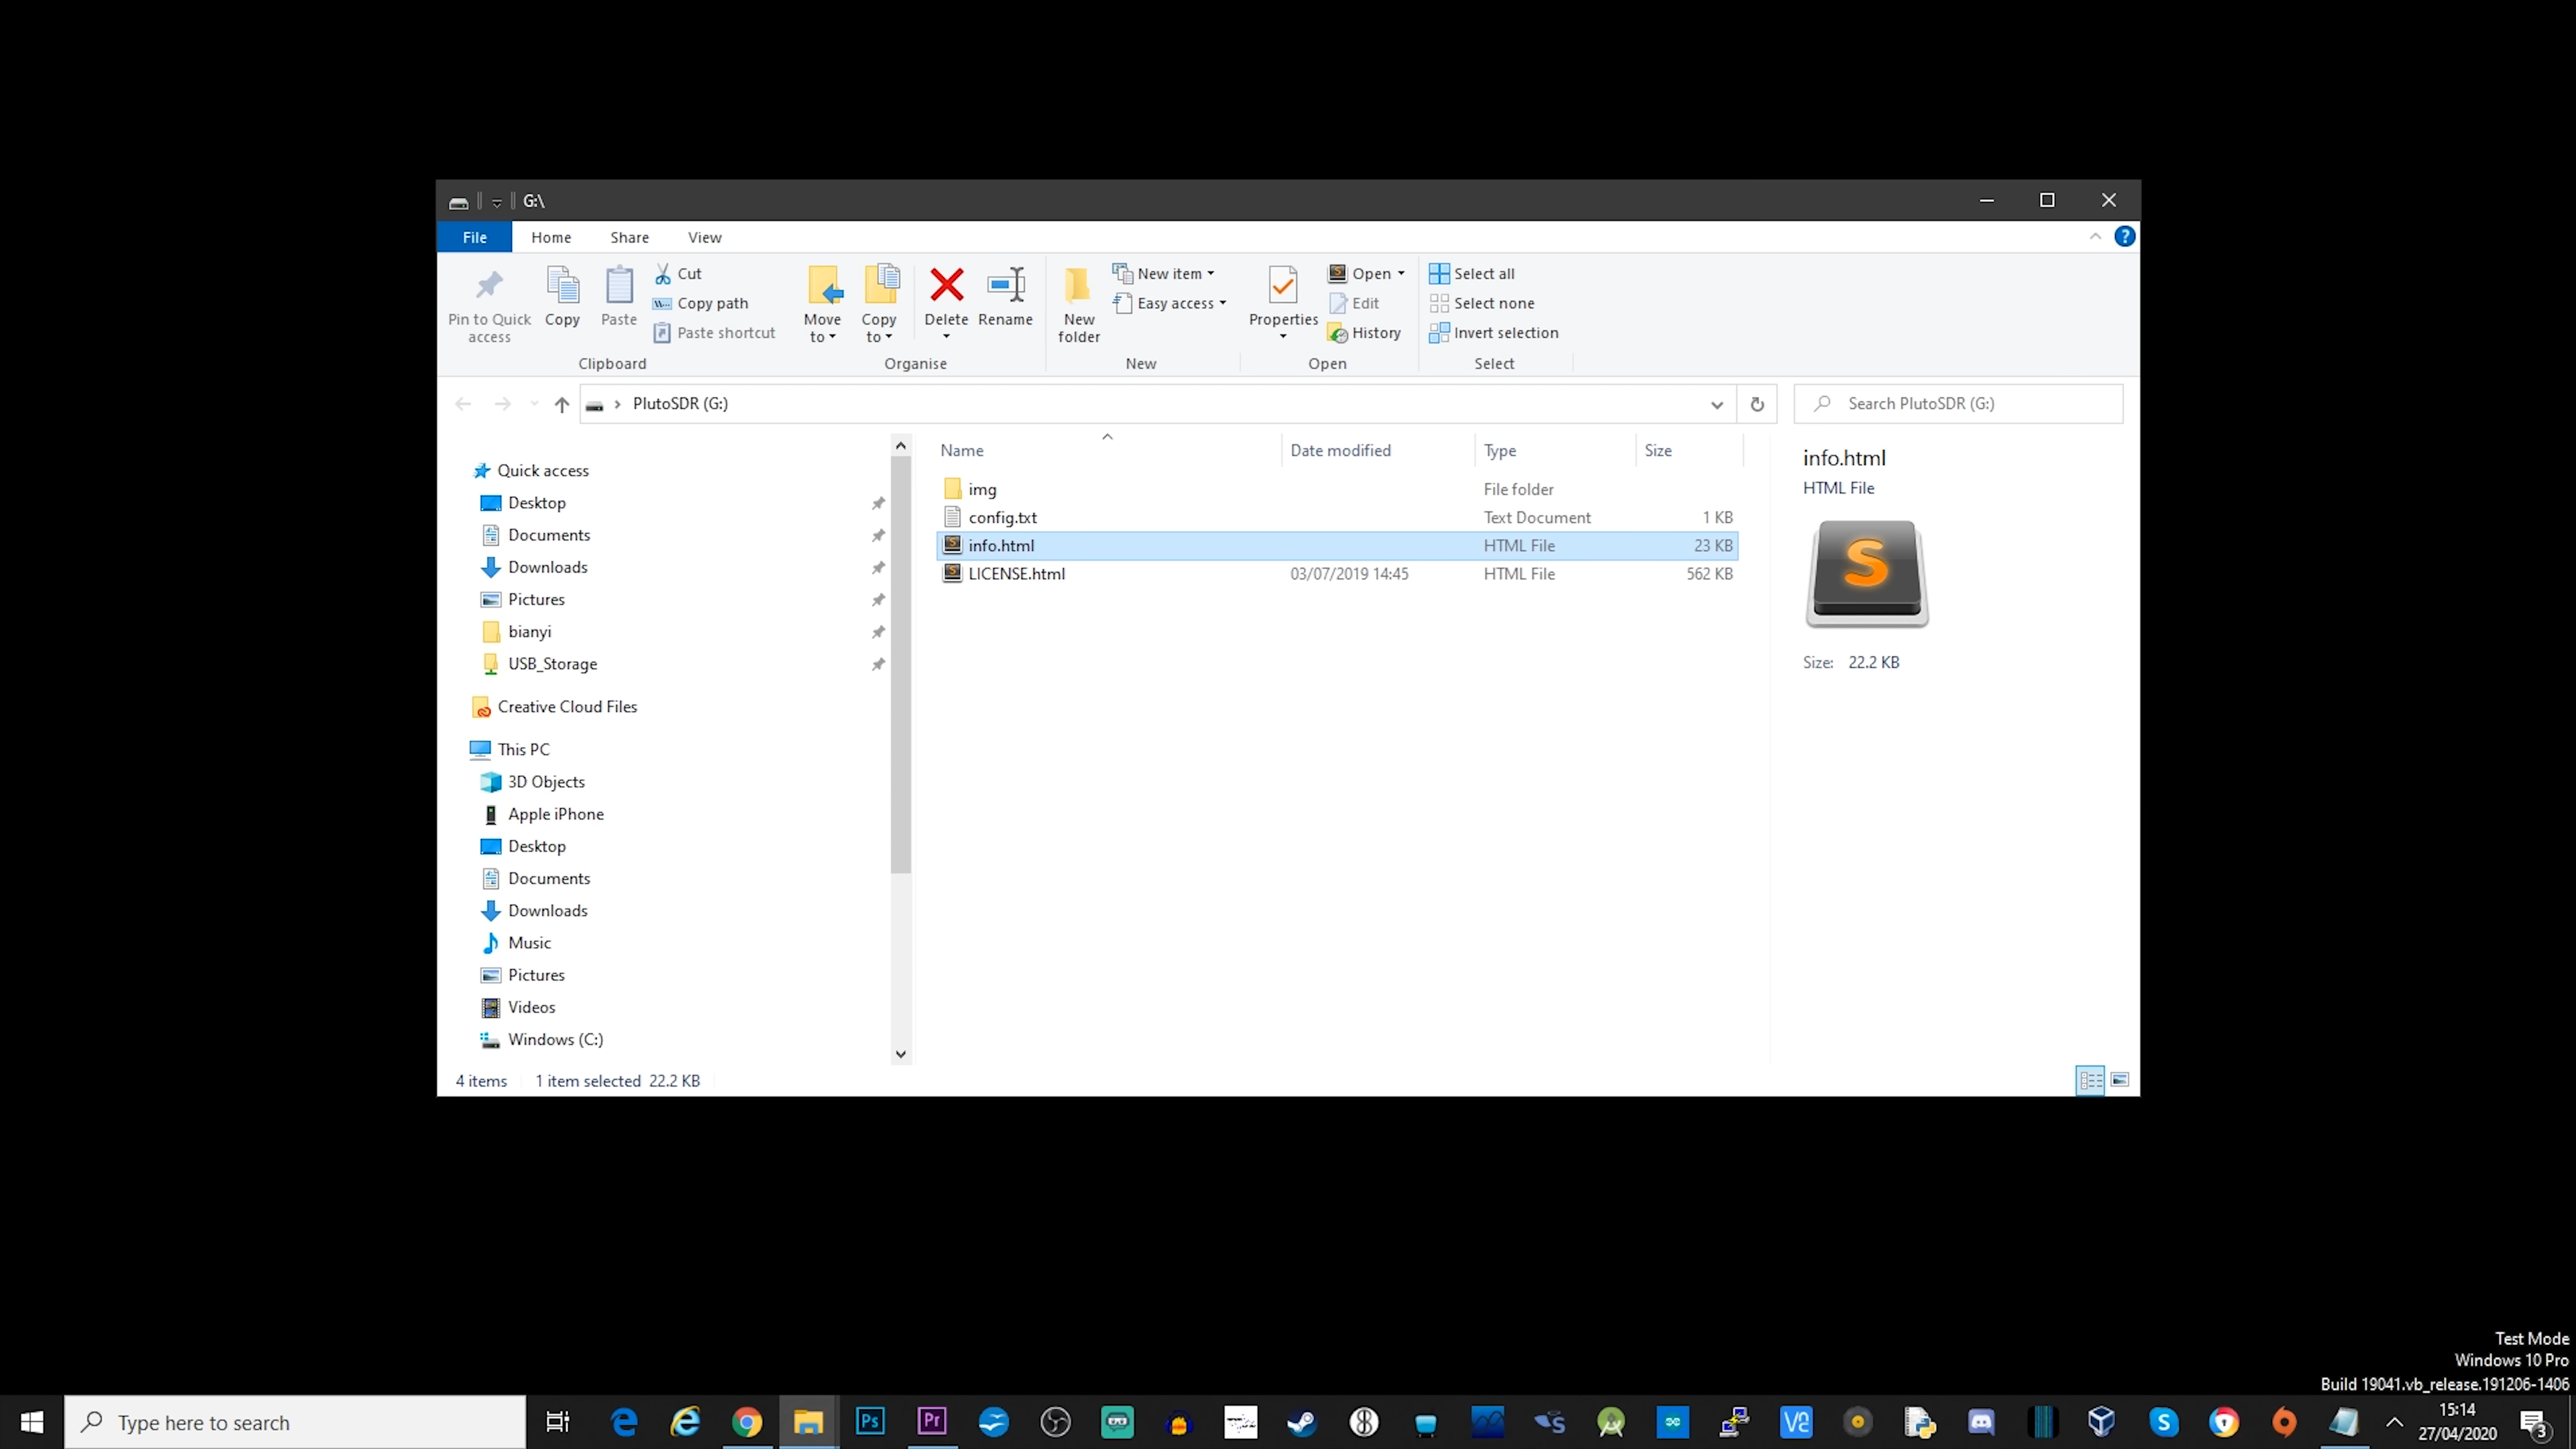 G:\
File Home Share View
Pin to Quick access
Copy
Paste
Cut
Copy path
Paste shortcut
Clipboard
Move to
Copy to
Delete
Rename
Organise
New folder
New item
Easy access
New
Properties
Open
Edit
History
Open
Select all
Select none
Invert selection
Select
PlutoSDR (G:)
Search PlutoSDR (G:)
Quick access
Desktop
Documents
Downloads
Pictures
bianyi
USB_Storage
Creative Cloud Files
This PC
3D Objects
Apple iPhone
Desktop
Documents
Downloads
Music
Pictures
Videos
Windows (C:)
Name Date modified Type Size
img File folder
config.txt Text Document 1 KB
info.html HTML File 23 KB
LICENSE.html 03/07/2019 14:45 HTML File 562 KB
info.html
HTML File
S
Size: 22.2 KB
4 items 1 item selected 22.2 KB
Test Mode
Windows 10 Pro
Build 19041.vb_release.191206-1406
Type here to search
Ps
Pr
15:14
27/04/2020
3